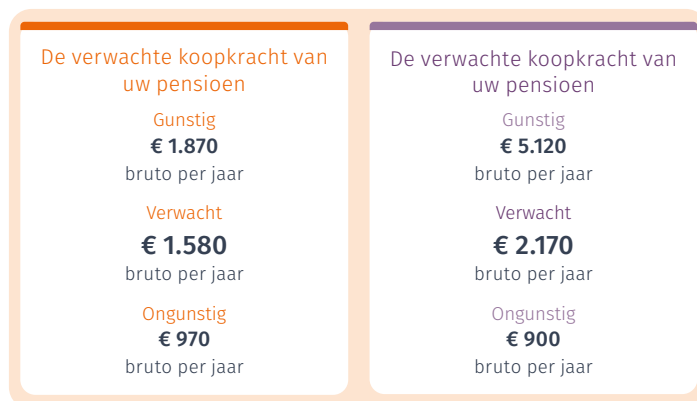 De verwachte koopkracht van
uw pensioen
Gunstig
€ 1.870
bruto per jaar
Verwacht
€ 1.580
bruto per jaar
Ongunstig
€ 970
bruto per jaar
De verwachte koopkracht van
uw pensioen
Gunstig
€ 5.120
bruto per jaar
Verwacht
€ 2.170
bruto per jaar
Ongunstig
€ 900
bruto per jaar